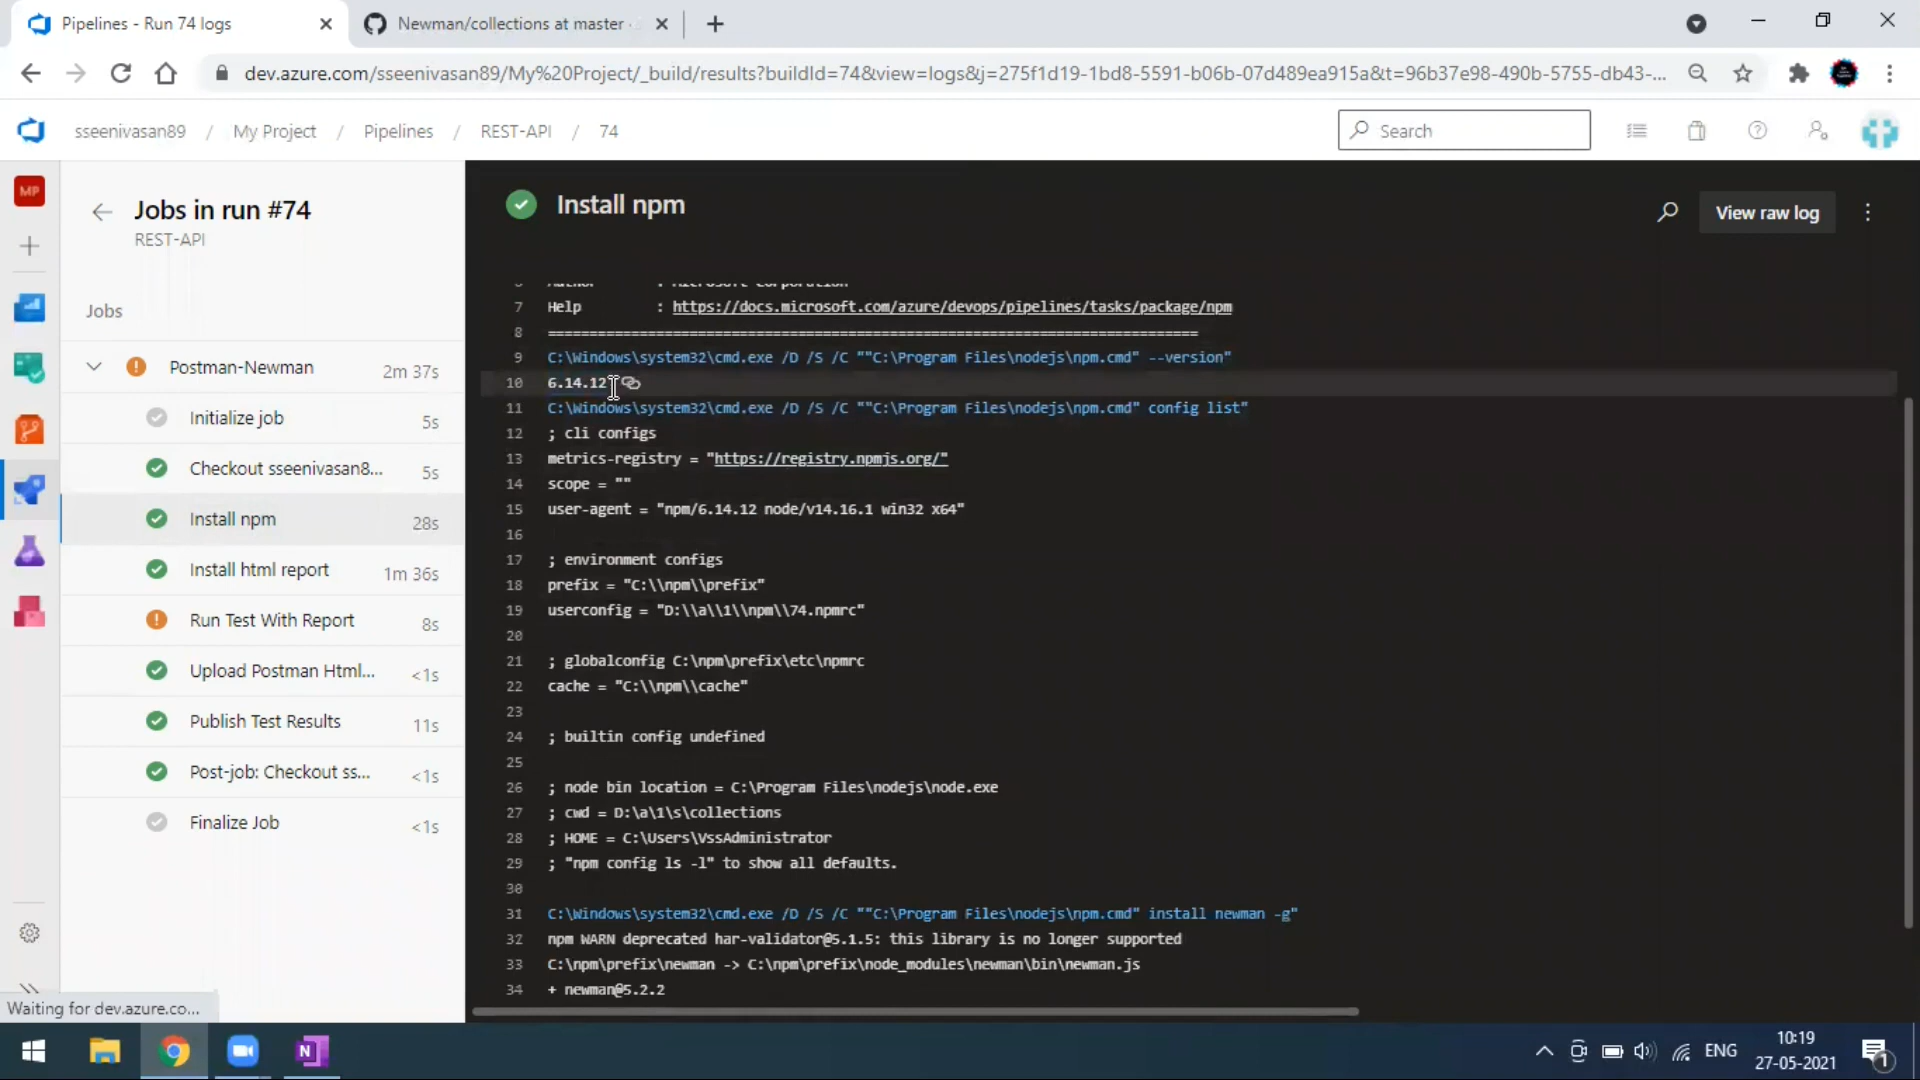 Pipelines - Run 74 logs
Newman/collections at master
dev.azure.com/sseenivasan89/My%20Project/_build/results?buildId=74&view=logs&j=275f1d19-1bd8-5591-b06b-07d489ea915a&t=96b37e98-490b-5755-db43-...
sseenivasan89 / My Project / Pipelines / REST-API / 74
Search
MP
Jobs in run #74
REST-API
Jobs
Postman-Newman 2m 37s
Initialize job 5s
Checkout sseenivasan8... 5s
Install npm 28s
Install html report 1m 36s
Run Test With Report 8s
Upload Postman Html... <1s
Publish Test Results 11s
Post-job: Checkout ss... <1s
Finalize Job <1s
Install npm
View raw log
7 Help : https://docs.microsoft.com/azure/devops/pipelines/tasks/package/npm
8 ==============================================================================
9 C:\Windows\system32\cmd.exe /D /S /C ""C:\Program Files\nodejs\npm.cmd" --version"
10 6.14.12
11 C:\Windows\system32\cmd.exe /D /S /C ""C:\Program Files\nodejs\npm.cmd" config list"
12 ; cli configs
13 metrics-registry = "https://registry.npmjs.org/"
14 scope = ""
15 user-agent = "npm/6.14.12 node/v14.16.1 win32 x64"
16
17 ; environment configs
18 prefix = "C:\\npm\\prefix"
19 userconfig = "D:\\a\\1\\npm\\74.npmrc"
20
21 ; globalconfig C:\npm\prefix\etc\npmrc
22 cache = "C:\\npm\\cache"
23
24 ; builtin config undefined
25
26 ; node bin location = C:\Program Files\nodejs\node.exe
27 ; cwd = D:\a\1\s\collections
28 ; HOME = C:\Users\VssAdministrator
29 ; "npm config ls -l" to show all defaults.
30
31 C:\Windows\system32\cmd.exe /D /S /C ""C:\Program Files\nodejs\npm.cmd" install newman -g"
32 npm WARN deprecated har-validator@5.1.5: this library is no longer supported
33 C:\npm\prefix\newman -> C:\npm\prefix\node_modules\newman\bin\newman.js
34 + newman@5.2.2
Waiting for dev.azure.co...
N
ENG
10:19
27-05-2021
1